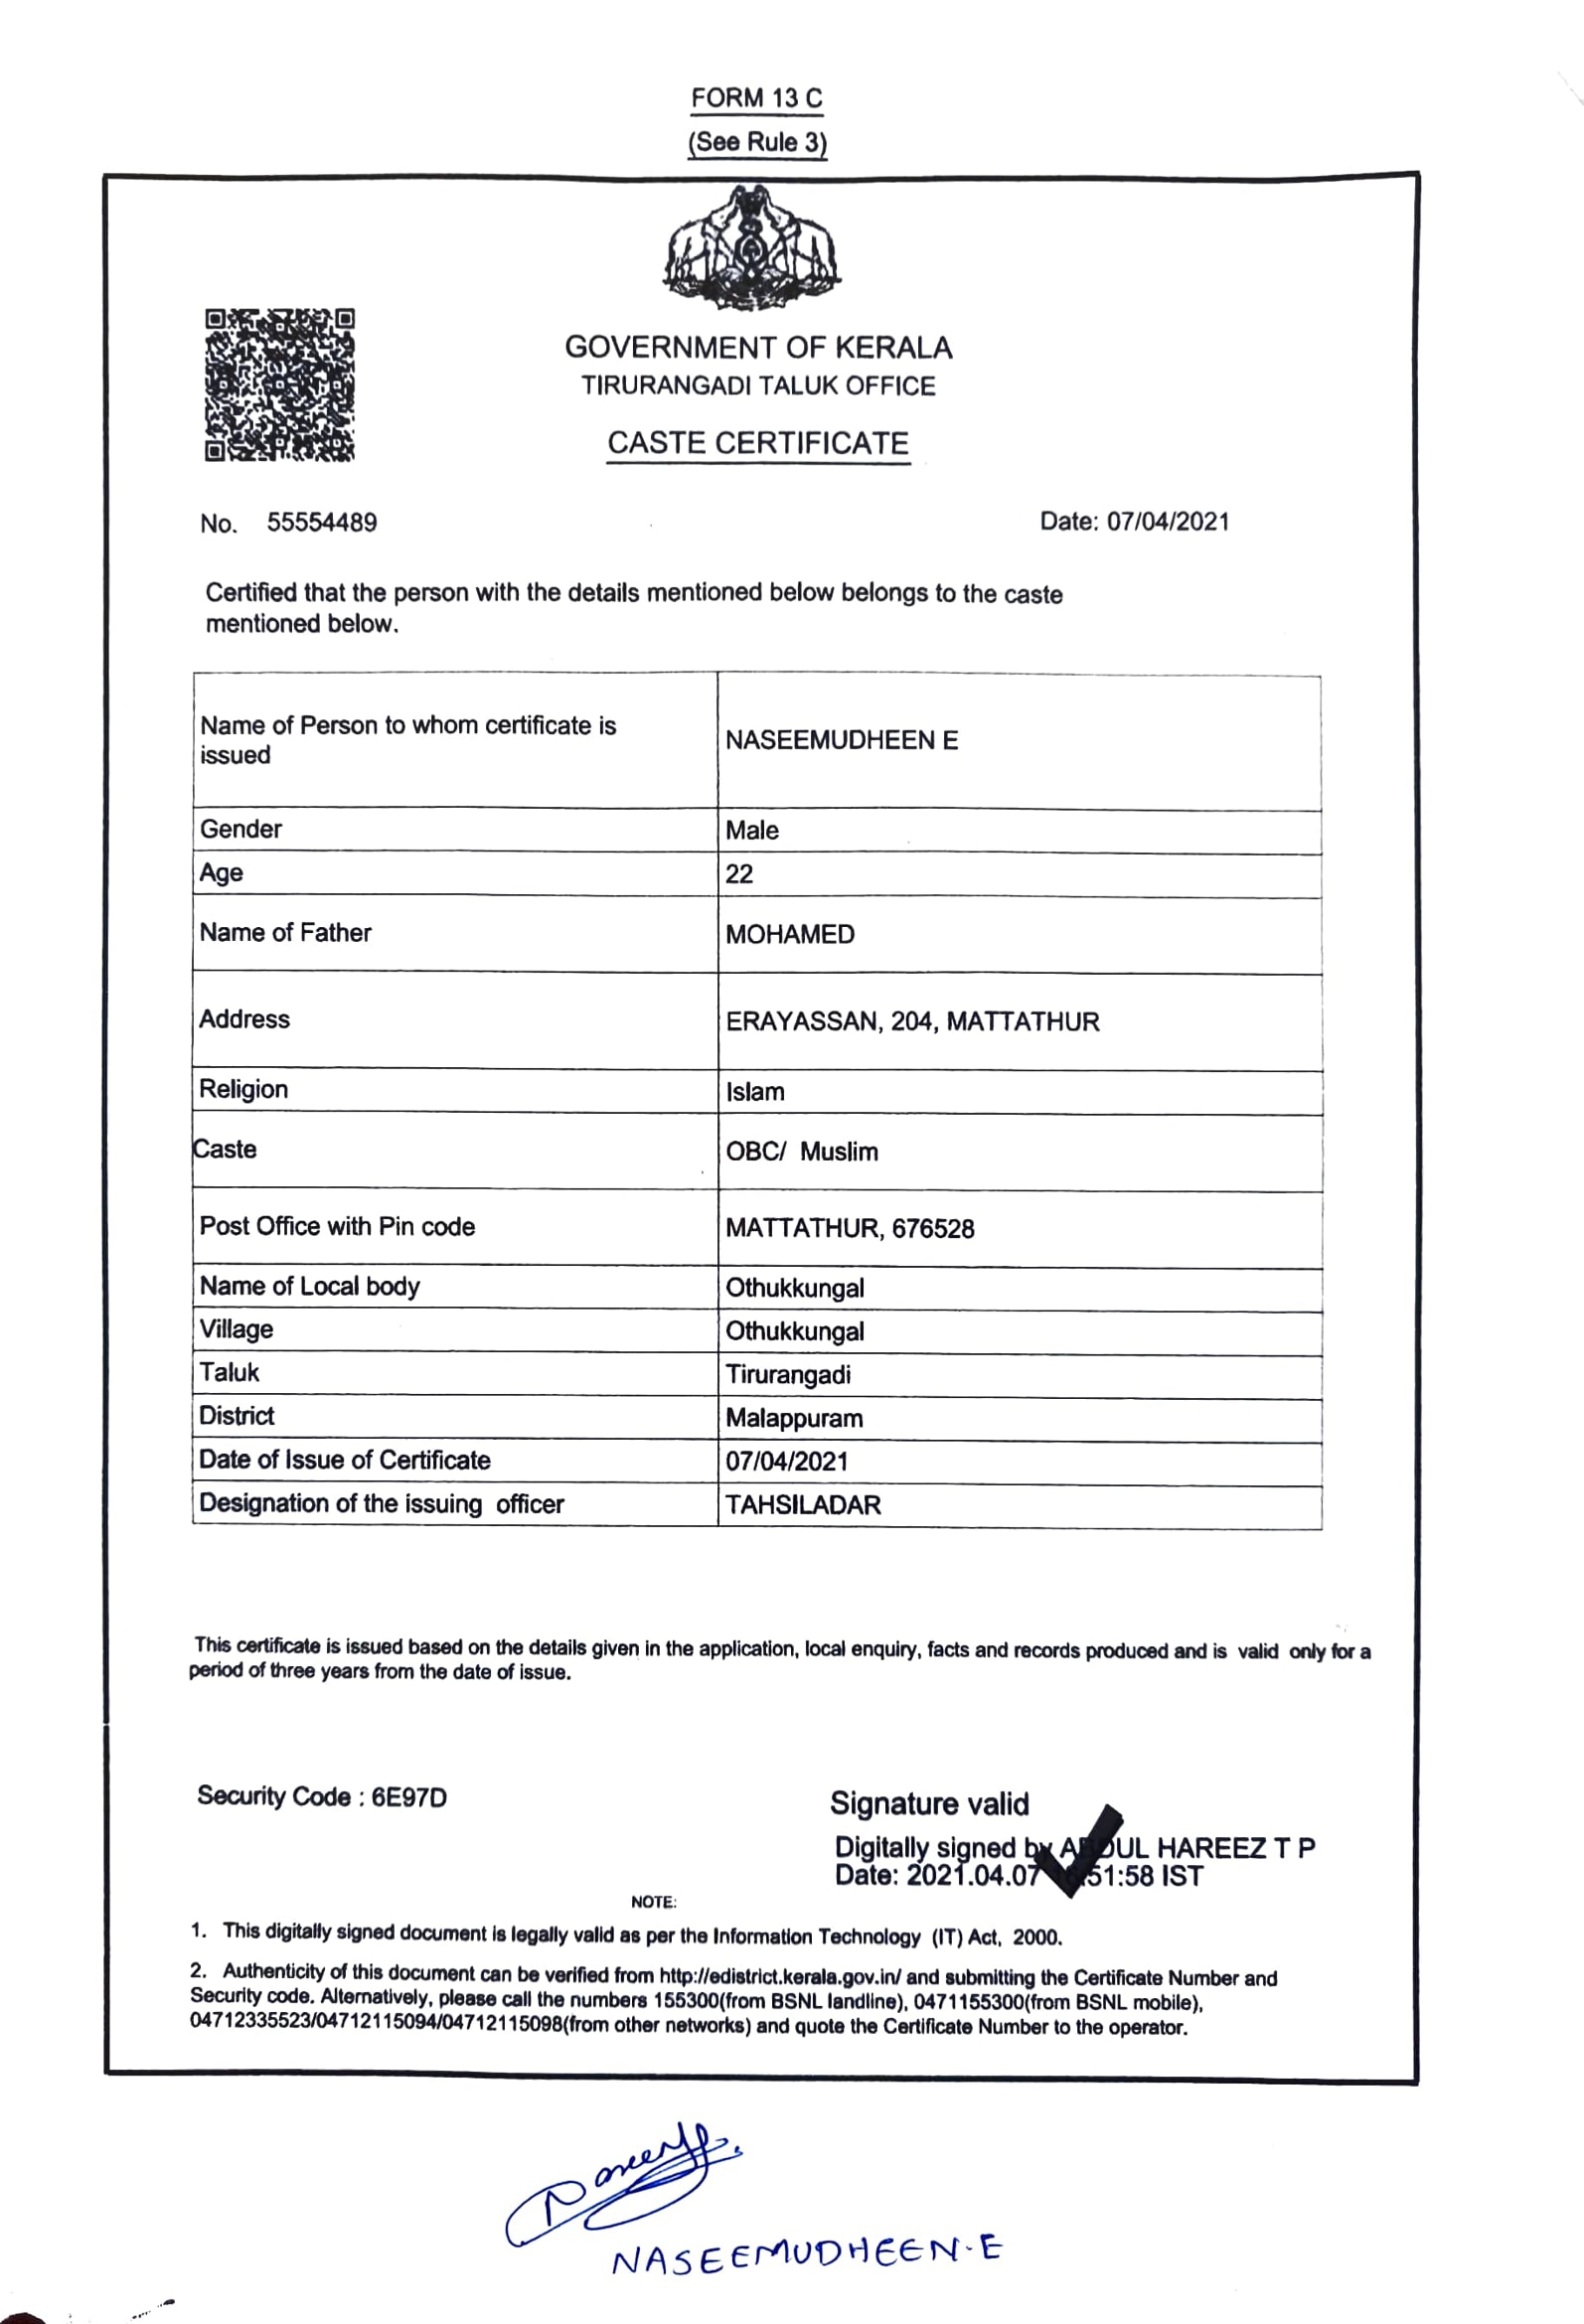 FORM 13 C
(See Rule 3)
GOVERNMENT OF KERALA
TIRURANGADI TALUK OFFICE
CASTE CERTIFICATE
No. 55554489 Date: 07/04/2021
Certified that the person with the details mentioned below belongs to the caste
mentioned below.
Name of Person to whom certificate is
issued
NASEEMUDHEEN E
Gender Male
Age 22
Name of Father MOHAMED
Address ERAYASSAN, 204, MATTATHUR
Religion Islam
Caste OBC/ Muslim
Post Office with Pin code MATTATHUR, 676528
Name of Local body Othukkungal
Village Othukkungal
Taluk Tirurangadi
District Malappuram
Date of Issue of Certificate 07/04/2021
Designation of the issuing officer TAHSILADAR
This certificate is issued based on the details given in the application, local enquiry, facts and records produced and is valid only for a
period of three years from the date of issue.
Security Code : 6E97D
Signature valid
Digitally signed by HAREEZ T P
Date: 2021.04.07 51:58 IST
NOTE:
1. This digitally signed document is legally valid as per the Information Technology (IT) Act, 2000.
2. Authenticity of this document can be verified from http://edistrict.kerala.gov.in/ and submitting the Certificate Number and
Security code. Alternatively, please call the numbers 155300(from BSNL landline), 0471155300(from BSNL mobile),
04712335523/04712115094/04712115098(from other networks) and quote the Certificate Number to the operator.
NASEEMUDHEEN.E